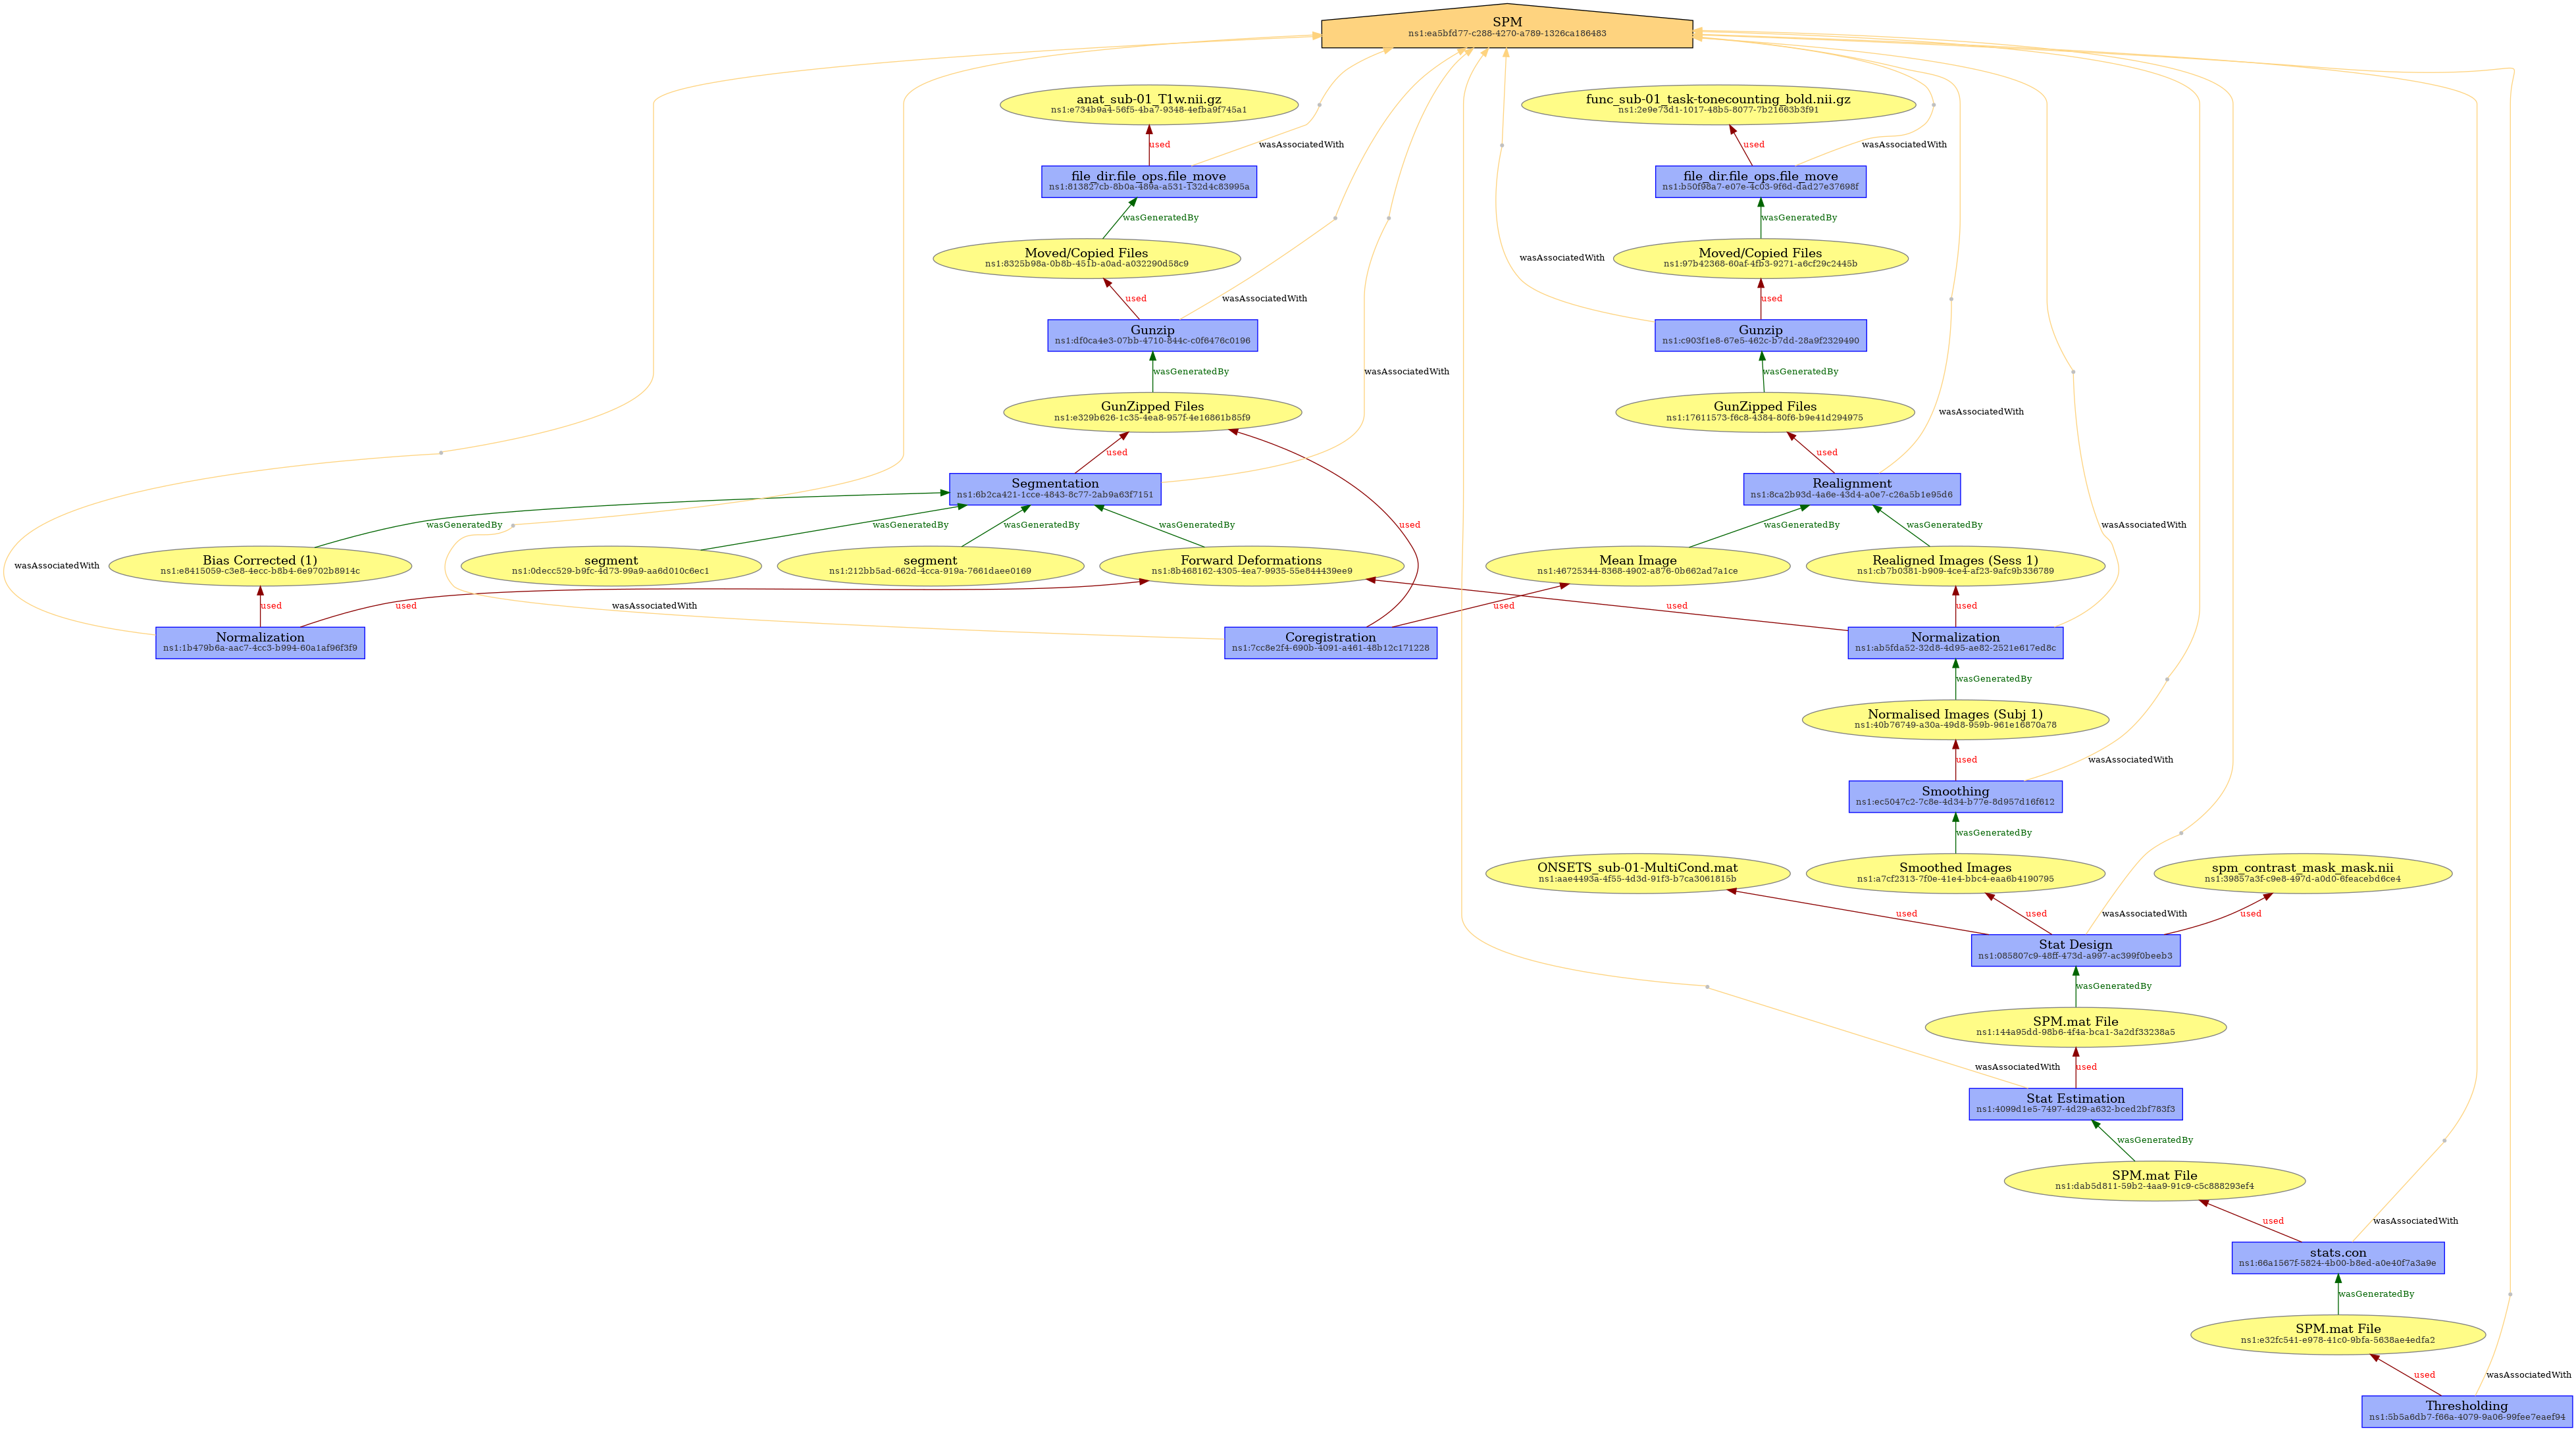 SPM
ns1:ea5bfd77-c288-4270-a789-1326ca186483
anat_sub-01_T1w.nii.gz
ns1:e734b9a4-56f5-4ba7-9348-4efba9f745a1
func_sub-01_task-tonecounting_bold.nii.gz
ns1:2e9e73d1-1017-48b5-8077-7b21663b3f91
used
wasAssociatedWith
used
wasAssociatedWith
file_dir.file_ops.file_move
ns1:813827cb-8b0a-489a-a531-132d4c83995a
file_dir.file_ops.file_move
ns1:b50f98a7-e07e-4c03-9f6d-dad27e37698f
wasGeneratedBy
wasGeneratedBy
Moved/Copied Files
ns1:8325b98a-0b8b-451b-a0ad-a032290d58c9
wasAssociatedWith
Moved/Copied Files
ns1:97b42368-60af-4fb3-9271-a6cf29c2445b
used
wasAssociatedWith
used
Gunzip
ns1:df0ca4e3-07bb-4710-844c-c0f6476c0196
Gunzip
ns1:c903f1e8-67e5-462c-b7dd-28a9f2329490
wasGeneratedBy
wasAssociatedWith
wasGeneratedBy
GunZipped Files
ns1:e329b626-1c35-4ea8-957f-4e16861b85f9
GunZipped Files
ns1:17611573-f6c8-4384-80f6-b9e41d294975
wasAssociatedWith
used
used
Segmentation
ns1:6b2ca421-1cce-4843-8c77-2ab9a63f7151
Realignment
ns1:8ca2b93d-4a6e-43d4-a0e7-c26a5b1e95d6
wasGeneratedBy
wasGeneratedBy
wasGeneratedBy
wasGeneratedBy
used
wasGeneratedBy
wasGeneratedBy
wasAssociatedWith
wasAssociatedWith
Bias Corrected (1)
ns1:e8415059-c3e8-4ecc-b8b4-6e9702b8914c
segment
ns1:0decc529-b9fc-4d73-99a9-aa6d010c6ec1
segment
ns1:212bb5ad-662d-4cca-919a-7661daee0169
Forward Deformations
ns1:8b468162-4305-4ea7-9935-55e844439ee9
Mean Image
ns1:46725344-8368-4902-a876-0b662ad7a1ce
Realigned Images (Sess 1)
ns1:cb7b0381-b909-4ce4-af23-9afc9b336789
used
used
wasAssociatedWith
used
used
used
Normalization
ns1:1b479b6a-aac7-4cc3-b994-60a1af96f3f9
Coregistration
ns1:7cc8e2f4-690b-4091-a461-48b12c171228
Normalization
ns1:ab5fda52-32d8-4d95-ae82-2521e617ed8c
wasGeneratedBy
Normalised Images (Subj 1)
ns1:40b76749-a30a-49d8-959b-961e16870a78
used
wasAssociatedWith
Smoothing
ns1:ec5047c2-7c8e-4d34-b77e-8d957d16f612
wasGeneratedBy
ONSETS_sub-01-MultiCond.mat
ns1:aae4493a-4f55-4d3d-91f3-b7ca3061815b
Smoothed Images
ns1:a7cf2313-7f0e-41e4-bbc4-eaa6b4190795
spm_contrast_mask_mask.nii
ns1:39857a3f-c9e8-497d-a0d0-6feacebd6ce4
used
used
wasAssociatedWith
used
Stat Design
ns1:085807c9-48ff-473d-a997-ac399f0beeb3
wasGeneratedBy
SPM.mat File
ns1:144a95dd-98b6-4f4a-bca1-3a2df33238a5
wasAssociatedWith
used
Stat Estimation
ns1:4099d1e5-7497-4d29-a632-bced2bf783f3
wasGeneratedBy
SPM.mat File
ns1:dab5d811-59b2-4aa9-91c9-c5c888293ef4
used
wasAssociatedWith
stats.con
ns1:66a1567f-5824-4b00-b8ed-a0e40f7a3a9e
wasGeneratedBy
SPM.mat File
ns1:e32fc541-e978-41c0-9bfa-5638ae4edfa2
used
wasAssociatedWith
Thresholding
ns1:5b5a6db7-f66a-4079-9a06-99fee7eaef94